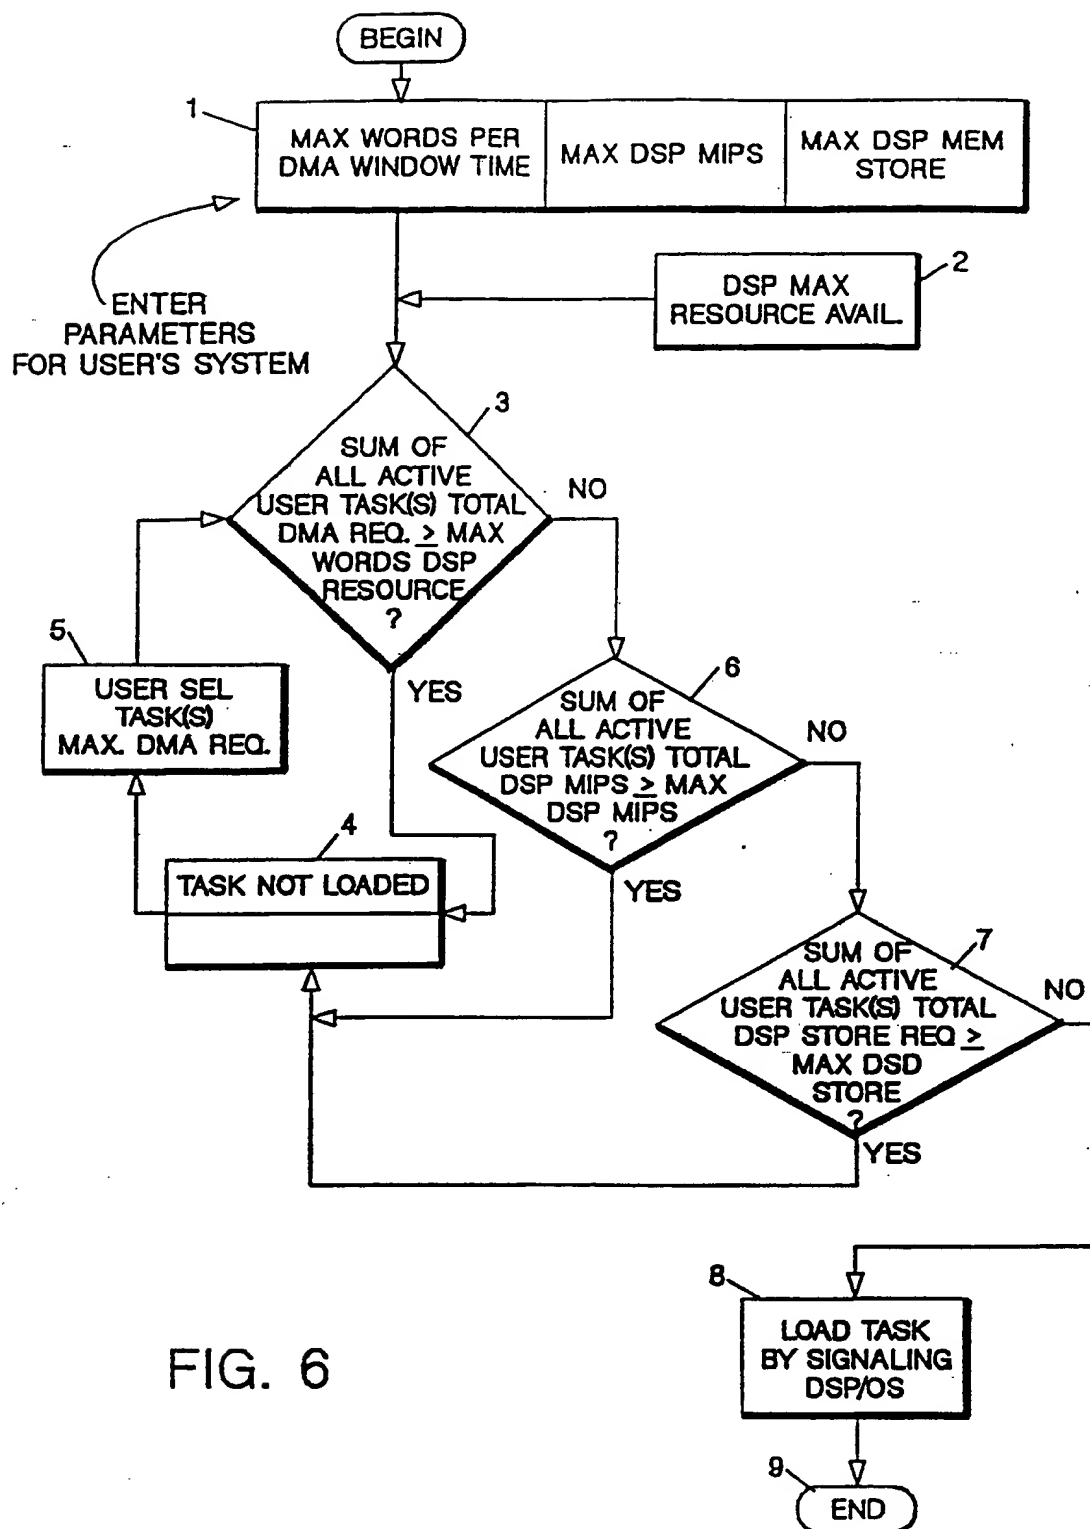 BEGIN
1
MAX WORDS PER
DMA WINDOW TIME
MAX DSP MIPS
MAX DSP MEM
STORE
ENTER
PARAMETERS
FOR USER'S SYSTEM
2
DSP MAX
RESOURCE AVAIL.
3
SUM OF
ALL ACTIVE
USER TASK(S) TOTAL
DMA REQ. ≥ MAX
WORDS DSP
RESOURCE
?
NO
YES
5
USER SEL
TASK(S)
MAX. DMA REQ.
4
TASK NOT LOADED
6
SUM OF
ALL ACTIVE
USER TASK(S) TOTAL
DSP MIPS ≥ MAX
DSP MIPS
?
NO
YES
7
SUM OF
ALL ACTIVE
USER TASK(S) TOTAL
DSP STORE REQ ≥
MAX DSD
STORE
?
NO
YES
8
LOAD TASK
BY SIGNALING
DSP/OS
9
END
FIG. 6